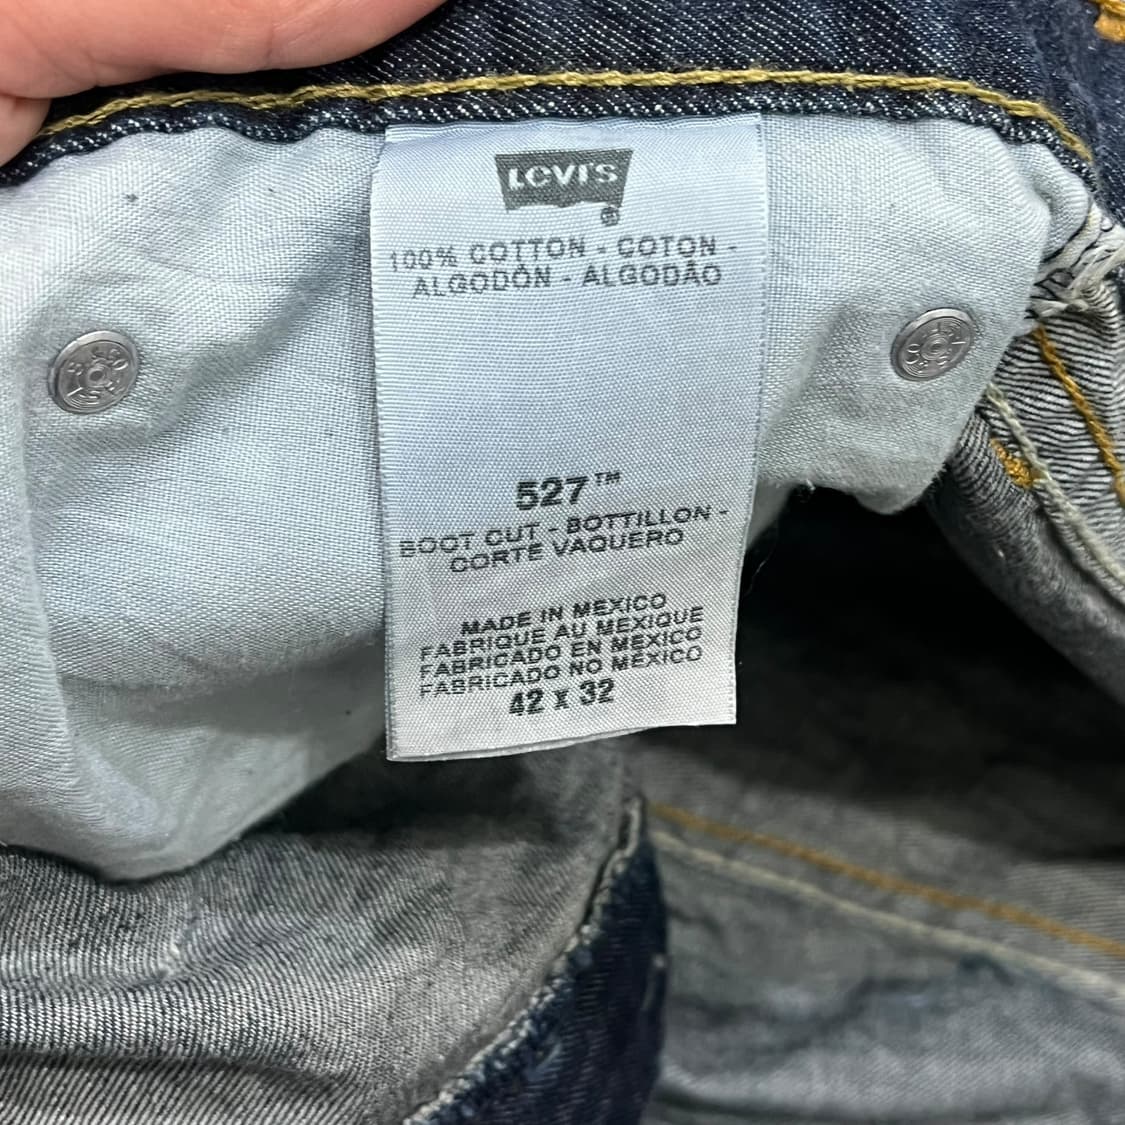 LEVI'S
®
100% COTTON - COTON -
ALGODÓN - ALGODÃO
527™
BOOT CUT - BOTTILLON -
CORTE VAQUERO
MADE IN MEXICO
FABRIQUE AU MEXIQUE
FABRICADO EN MEXICO
FABRICADO NO MÉXICO
42 x 32